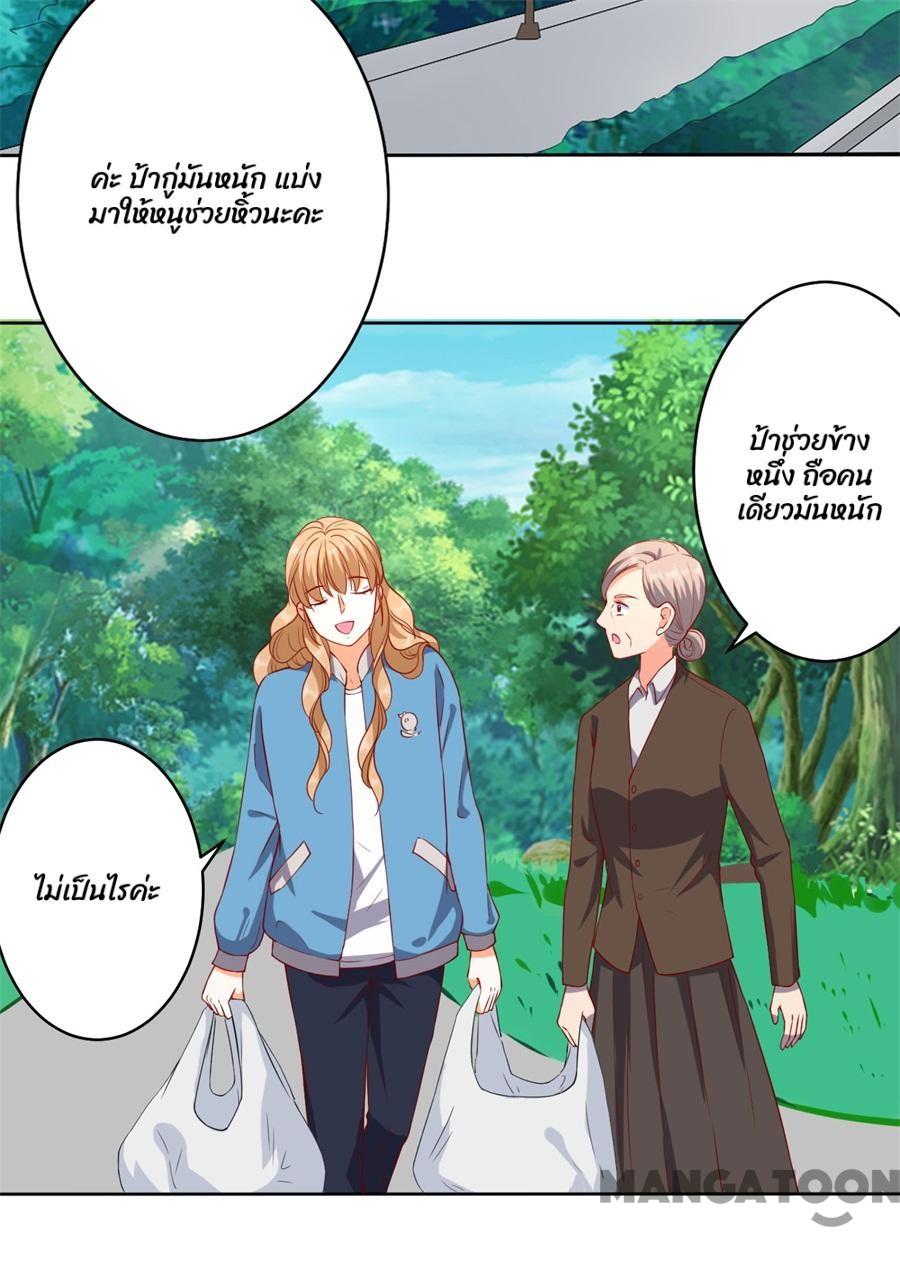 ค่ะ ป้ากู่มันหนัก แบ่ง
มาให้หนูช่วยหิ้วนะคะ
ป้าช่วยข้าง
หนึ่ง ถือคน
เดียวมันหนัก
ไม่เป็นไรค่ะ
MANGATOON